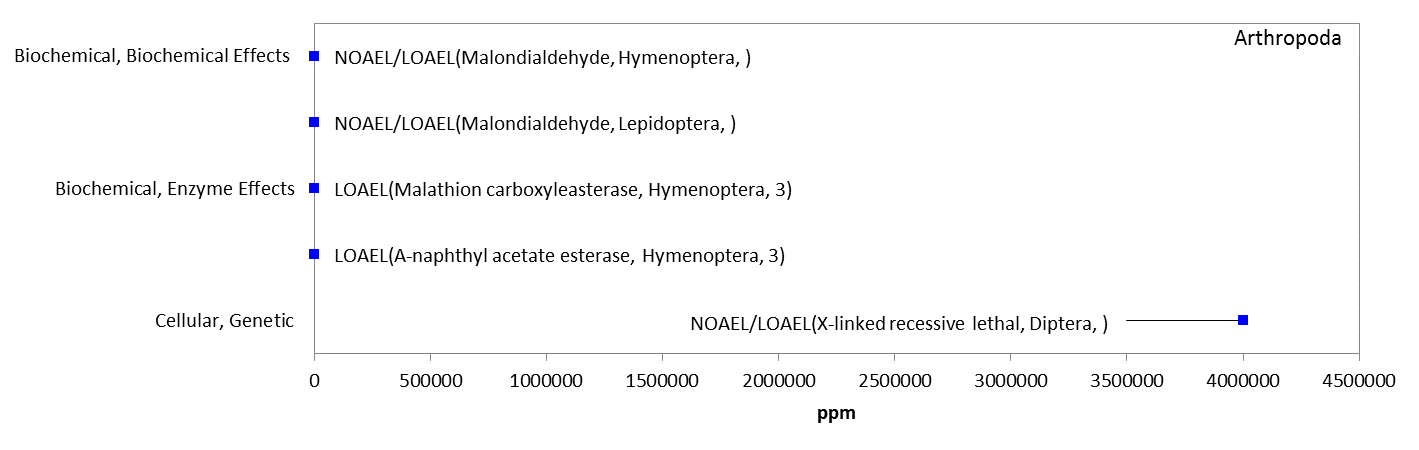 Arthropoda
Biochemical, Biochemical Effects NOAEL/LOAEL(Malondialdehyde, Hymenoptera, )
NOAEL/LOAEL(Malondialdehyde, Lepidoptera, )
Biochemical, Enzyme Effects LOAEL(Malathion carboxyleasterase, Hymenoptera, 3)
LOAEL(A-naphthyl acetate esterase, Hymenoptera, 3)
Cellular, Genetic NOAEL/LOAEL(X-linked recessive lethal, Diptera, )
0 500000 1000000 1500000 2000000 2500000 3000000 3500000 4000000 4500000
ppm